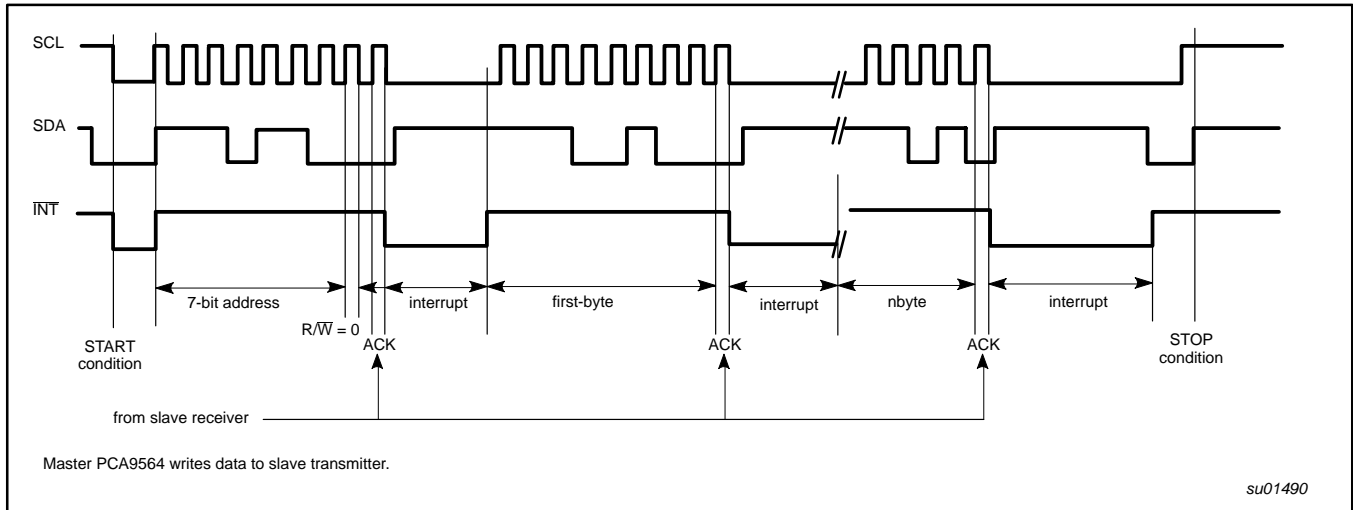 SCL
SDA
INT
7-bit address
interrupt
first-byte
interrupt
nbyte
interrupt
R/W = 0
START
condition
ACK
ACK
ACK
STOP
condition
from slave receiver
Master PCA9564 writes data to slave transmitter.
su01490